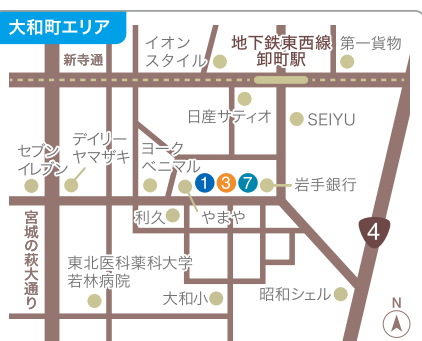 大和町エリア
イオン
スタイル
地下鉄東西線
卸町駅
第一貨物
新寺通
日産サティオ
SEIYU
セブン
イレブン
デイリー
ヤマザキ
ヨーク
ベニマル
1
3
7
岩手銀行
利久
やまや
宮城の萩大通り
4
東北医科薬科大学
若林病院
大和小
昭和シェル
N